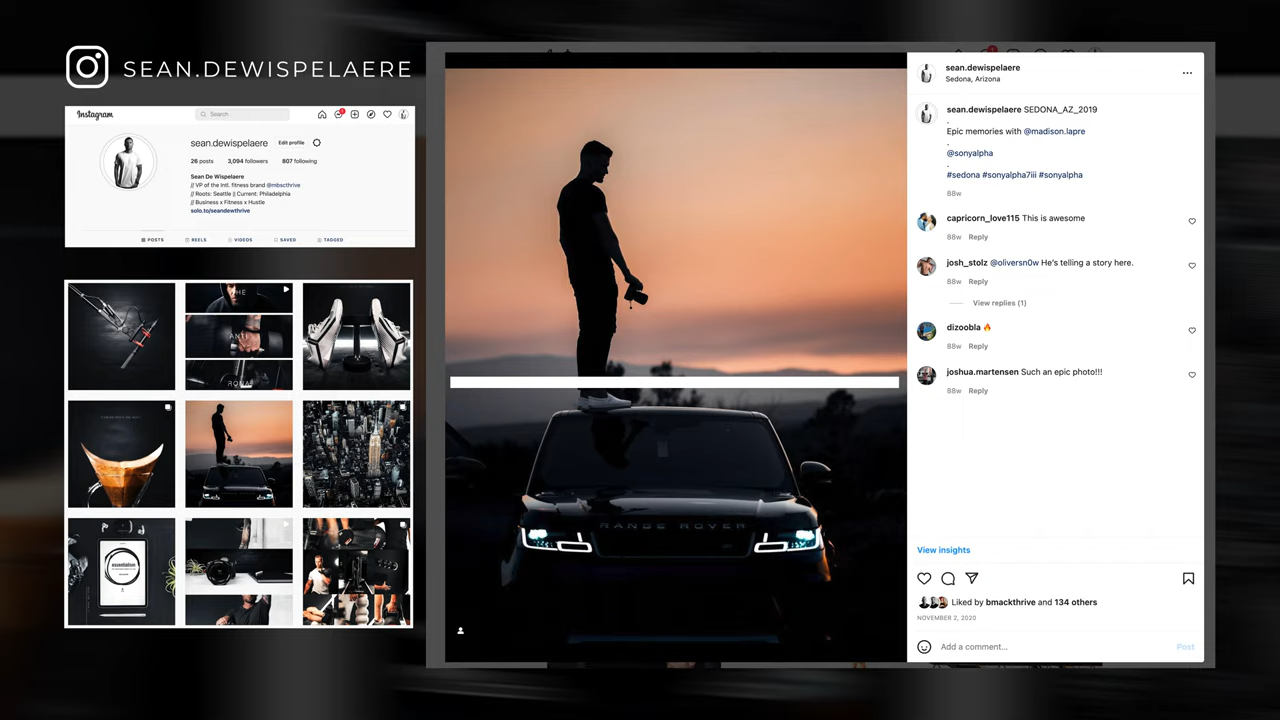 SEAN.DEWISPELAERE
Instagram
Search
sean.dewispelaere
Edit profile
26 posts
3,094 followers
807 following
Sean De Wispelaere
// VP of the Intl. fitness brand @mbscthrive
// Roots: Seattle || Current: Philadelphia
// Business x Fitness x Hustle
solo.to/seandewthrive
POSTS
REELS
VIDEOS
SAVED
TAGGED
THE
ANTI
RONA
essentialism
RANGE ROVER
sean.dewispelaere
Sedona, Arizona
sean.dewispelaere SEDONA_AZ_2019
.
Epic memories with @madison.lapre
.
@sonyalpha
.
#sedona #sonyalpha7iii #sonyalpha
88w
capricorn_love115 This is awesome
88w Reply
josh_stolz @oliversn0w He's telling a story here.
88w Reply
View replies (1)
dizoobla 🔥
88w Reply
joshua.martensen Such an epic photo!!!
88w Reply
View insights
Liked by bmackthrive and 134 others
NOVEMBER 2, 2020
Add a comment...
Post